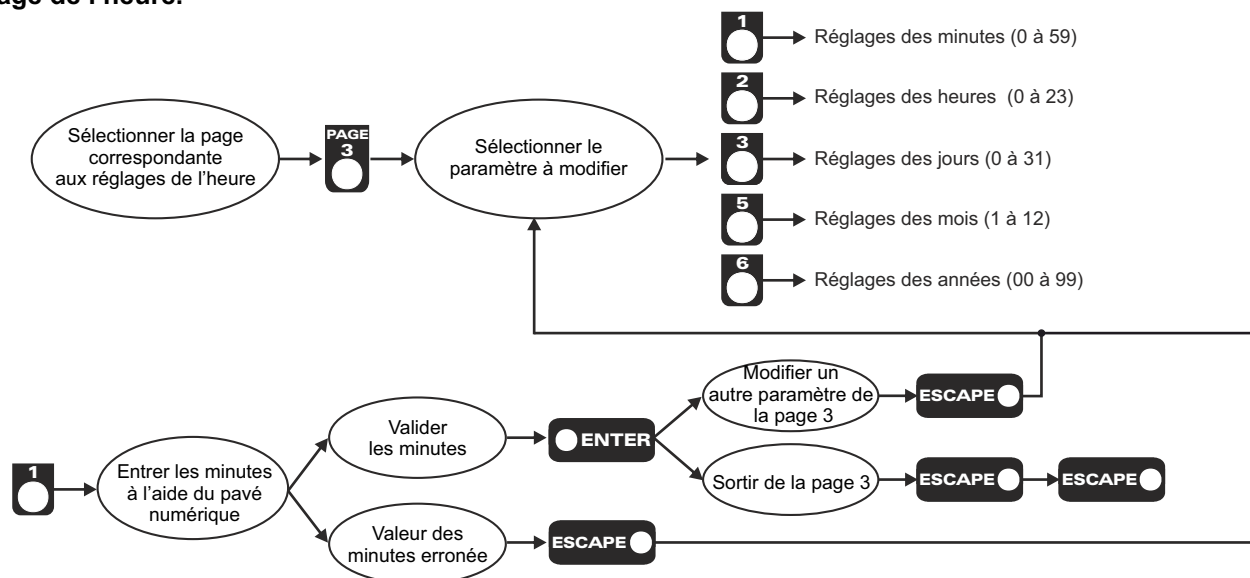 age de l'heure.
1
Réglages des minutes (0 à 59)
2
Réglages des heures (0 à 23)
Sélectionner la page
correspondante
aux réglages de l'heure
PAGE
3
Sélectionner le
paramètre à modifier
3
Réglages des jours (0 à 31)
5
Réglages des mois (1 à 12)
6
Réglages des années (00 à 99)
1
Entrer les minutes
à l'aide du pavé
numérique
Valider
les minutes
ENTER
Modifier un
autre paramètre de
la page 3
ESCAPE
Sortir de la page 3
ESCAPE
ESCAPE
Valeur des
minutes erronée
ESCAPE